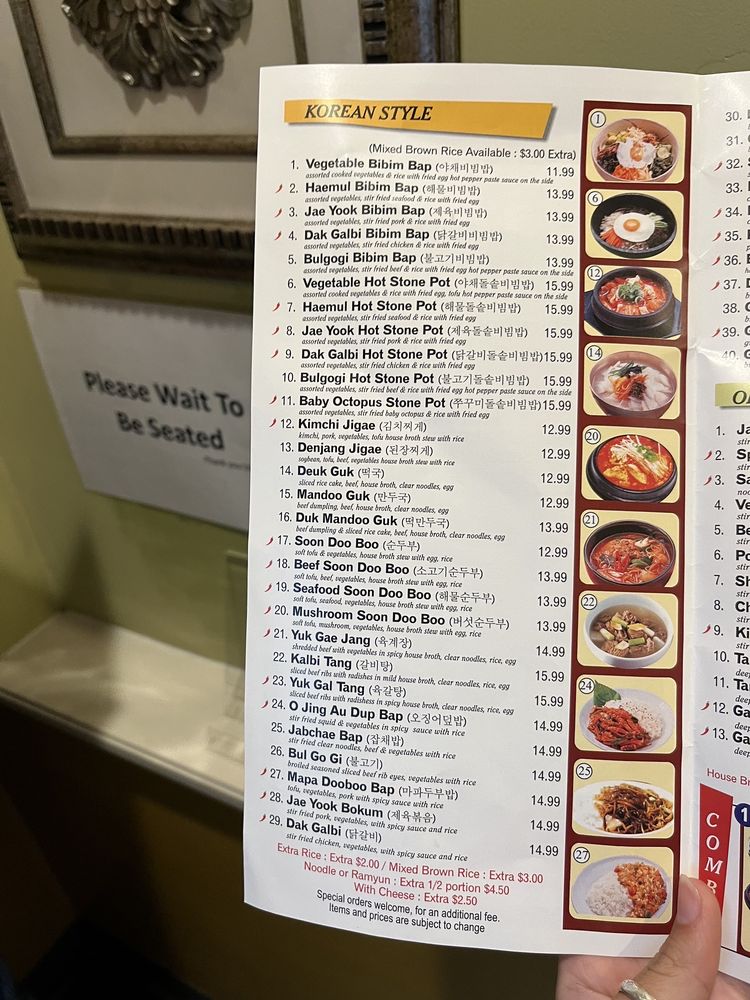 Please Wait To
Be Seated
KOREAN STYLE
(Mixed Brown Rice Available : $3.00 Extra)
1. Vegetable Bibim Bap (야채비빔밥) 11.99
assorted cooked vegetables & rice with fried egg hot pepper paste sauce on the side
2. Haemul Bibim Bap (해물비빔밥) 13.99
assorted vegetables, stir fried seafood & rice with fried egg
3. Jae Yook Bibim Bap (제육비빔밥) 13.99
assorted vegetables, stir fried pork & rice with fried egg
4. Dak Galbi Bibim Bap (닭갈비비빔밥) 13.99
assorted vegetables, stir fried chicken & rice with fried egg
5. Bulgogi Bibim Bap (불고기비빔밥) 13.99
assorted vegetables, stir fried beef & rice with fried egg hot pepper paste sauce on the side
6. Vegetable Hot Stone Pot (야채돌솥비빔밥) 15.99
assorted cooked vegetables & rice with fried egg, tofu hot pepper paste sauce on the side
7. Haemul Hot Stone Pot (해물돌솥비빔밥) 15.99
assorted vegetables, stir fried seafood & rice with fried egg
8. Jae Yook Hot Stone Pot (제육돌솥비빔밥) 15.99
assorted vegetables, stir fried pork & rice with fried egg
9. Dak Galbi Hot Stone Pot (닭갈비돌솥비빔밥) 15.99
assorted vegetables, stir fried chicken & rice with fried egg
10. Bulgogi Hot Stone Pot (불고기돌솥비빔밥) 15.99
assorted vegetables, stir fried beef & rice with fried egg hot pepper paste sauce on the side
11. Baby Octopus Stone Pot (쭈꾸미돌솥비빔밥) 15.99
assorted vegetables, stir fried baby octopus & rice with fried egg
12. Kimchi Jigae (김치찌개) 12.99
kimchi, pork, vegetables, tofu house broth stew with rice
13. Denjang Jigae (된장찌개) 12.99
soybean, tofu, beef, vegetables house broth stew with rice
14. Deuk Guk (떡국) 12.99
sliced rice cake, beef, house broth, clear noodles, egg
15. Mandoo Guk (만두국) 12.99
beef dumpling, beef, house broth, clear noodles, egg
16. Duk Mandoo Guk (떡만두국) 13.99
beef dumpling & sliced rice cake, beef, house broth, clear noodles, egg
17. Soon Doo Boo (순두부) 12.99
soft tofu & vegetables, house broth stew with egg, rice
18. Beef Soon Doo Boo (소고기순두부) 13.99
soft tofu, beef, vegetables, house broth stew with egg, rice
19. Seafood Soon Doo Boo (해물순두부) 13.99
soft tofu, seafood, vegetables, house broth stew with egg, rice
20. Mushroom Soon Doo Boo (버섯순두부) 13.99
soft tofu, mushroom, vegetables, house broth stew with egg, rice
21. Yuk Gae Jang (육계장) 14.99
shredded beef with vegetables in spicy house broth, clear noodles, rice, egg
22. Kalbi Tang (갈비탕) 15.99
sliced beef ribs with radishes in mild house broth, clear noodles, rice, egg
23. Yuk Gal Tang (육갈탕) 15.99
sliced beef ribs with radishess in spicy house broth, clear noodles, rice, egg
24. O Jing Au Dup Bap (오징어덮밥) 14.99
stir fried squid & vegetables in spicy sauce with rice
25. Jabchae Bap (잡채밥) 14.99
stir fried clear noodles, beef & vegetables with rice
26. Bul Go Gi (불고기) 14.99
broiled seasoned sliced beef rib eyes, vegetables with rice
27. Mapa Dooboo Bap (마파두부밥) 14.99
tofu, vegetables, pork with spicy sauce with rice
28. Jae Yook Bokum (제육볶음) 14.99
stir fried pork, vegetables, with spicy sauce and rice
29. Dak Galbi (닭갈비) 14.99
stir fried chicken, vegetables, with spicy sauce and rice
Extra Rice : Extra $2.00 / Mixed Brown Rice : Extra $3.00
Noodle or Ramyun : Extra 1/2 portion $4.50
With Cheese : Extra $2.50
Special orders welcome, for an additional fee.
Items and prices are subject to change
1
6
12
14
20
21
22
24
25
27
30.
31.
32.
33.
34.
35.
36.
37.
38.
39.
40.
1.
2.
3.
4.
5.
6.
7.
8.
9.
10.
11.
12.
13.
House
COMB